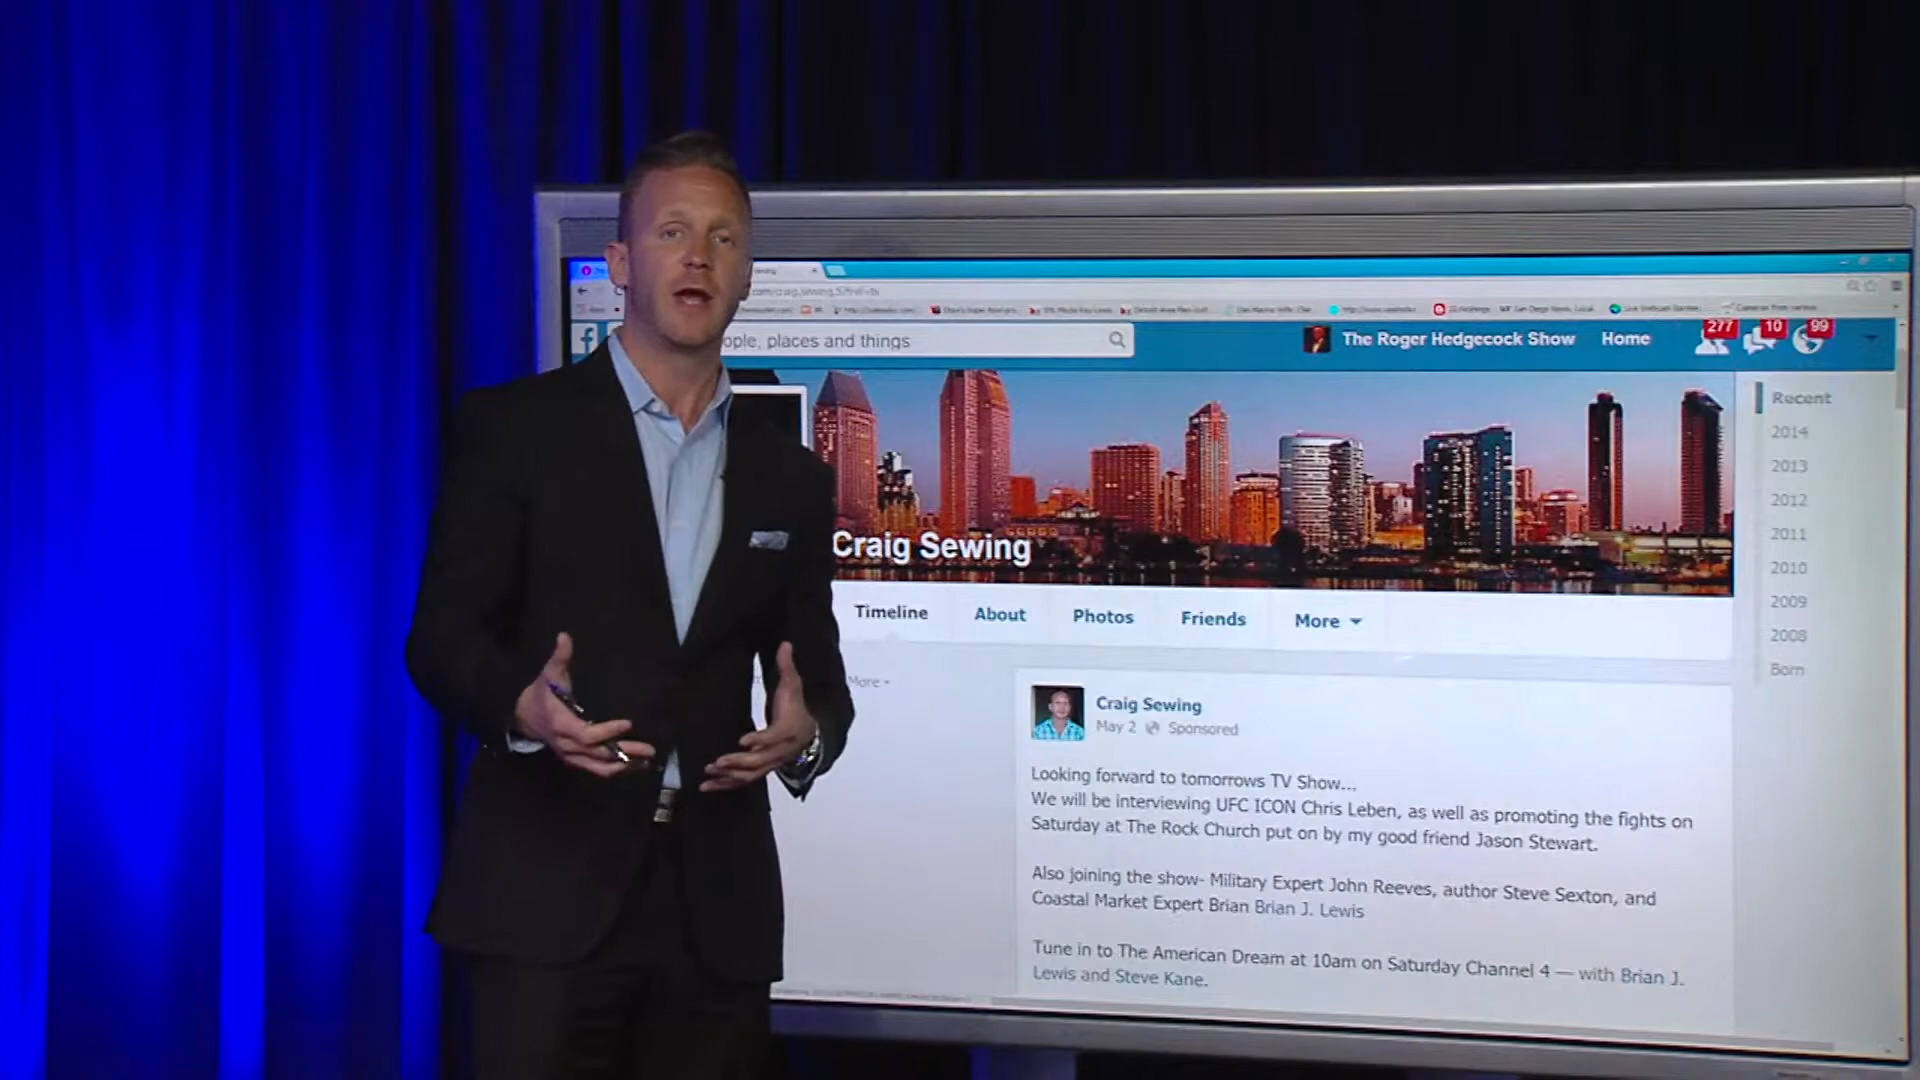 ople, places and things
The Roger Hedgecock Show
Home
277
10
99
Recent
2014
2013
2012
2011
2010
2009
2008
Born
Craig Sewing
Timeline
About
Photos
Friends
More
More
Craig Sewing
May 2 Sponsored
Looking forward to tomorrows TV Show...
We will be interviewing UFC ICON Chris Leben, as well as promoting the fights on
Saturday at The Rock Church put on by my good friend Jason Stewart.
Also joining the show- Military Expert John Reeves, author Steve Sexton, and
Coastal Market Expert Brian Brian J. Lewis
Tune in to The American Dream at 10am on Saturday Channel 4 — with Brian J.
Lewis and Steve Kane.